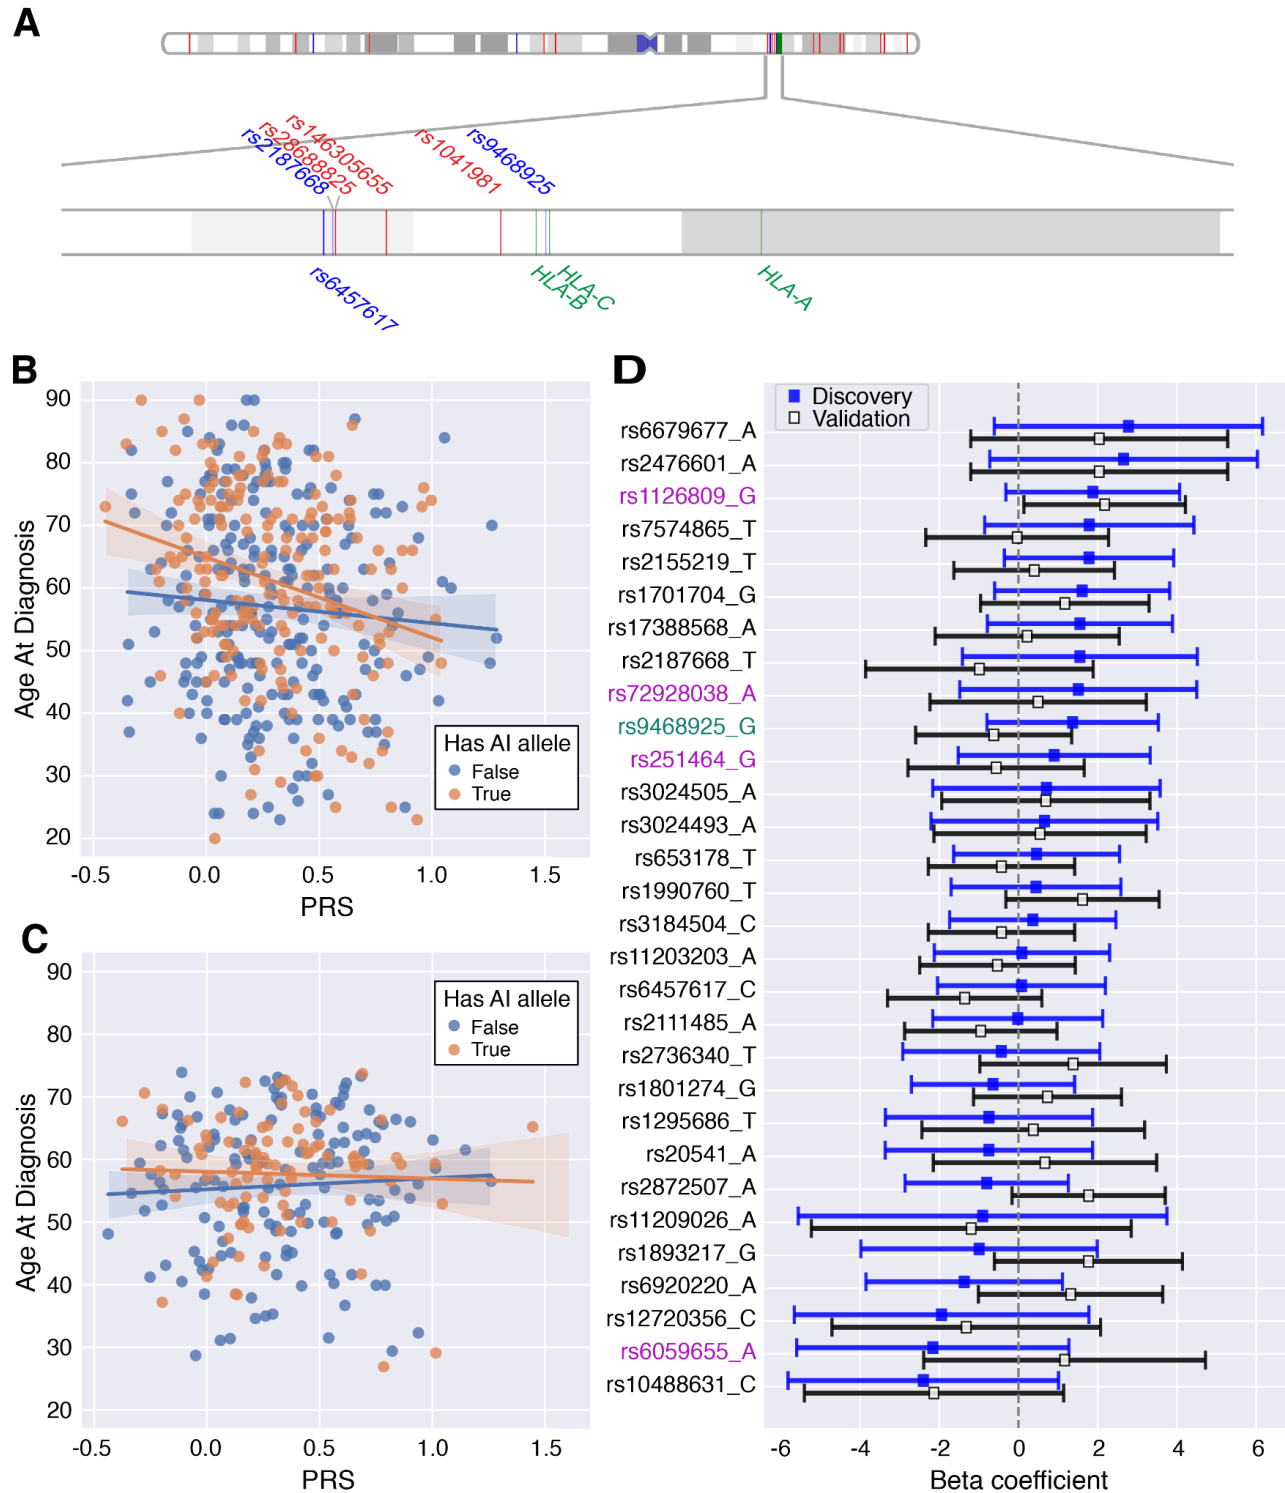 A
rs146305655
rs28688825
rs2187668
rs1041981
rs9468925
rs6457617
HLA-C
HLA-B
HLA-A
B
90
80
70
60
50
40
30
20
Age At Diagnosis
Has AI allele
False
True
-0.5 0.0 0.5 1.0 1.5
PRS
C
90
80
70
60
50
40
30
20
Age At Diagnosis
Has AI allele
False
True
-0.5 0.0 0.5 1.0 1.5
PRS
D
Discovery
Validation
rs6679677_A
rs2476601_A
rs1126809_G
rs7574865_T
rs2155219_T
rs1701704_G
rs17388568_A
rs2187668_T
rs72928038_A
rs9468925_G
rs251464_G
rs3024505_A
rs3024493_A
rs653178_T
rs1990760_T
rs3184504_C
rs11203203_A
rs6457617_C
rs2111485_A
rs2736340_T
rs1801274_G
rs1295686_T
rs20541_A
rs2872507_A
rs11209026_A
rs1893217_G
rs6920220_A
rs12720356_C
rs6059655_A
rs10488631_C
-6 -4 -2 0 2 4 6
Beta coefficient